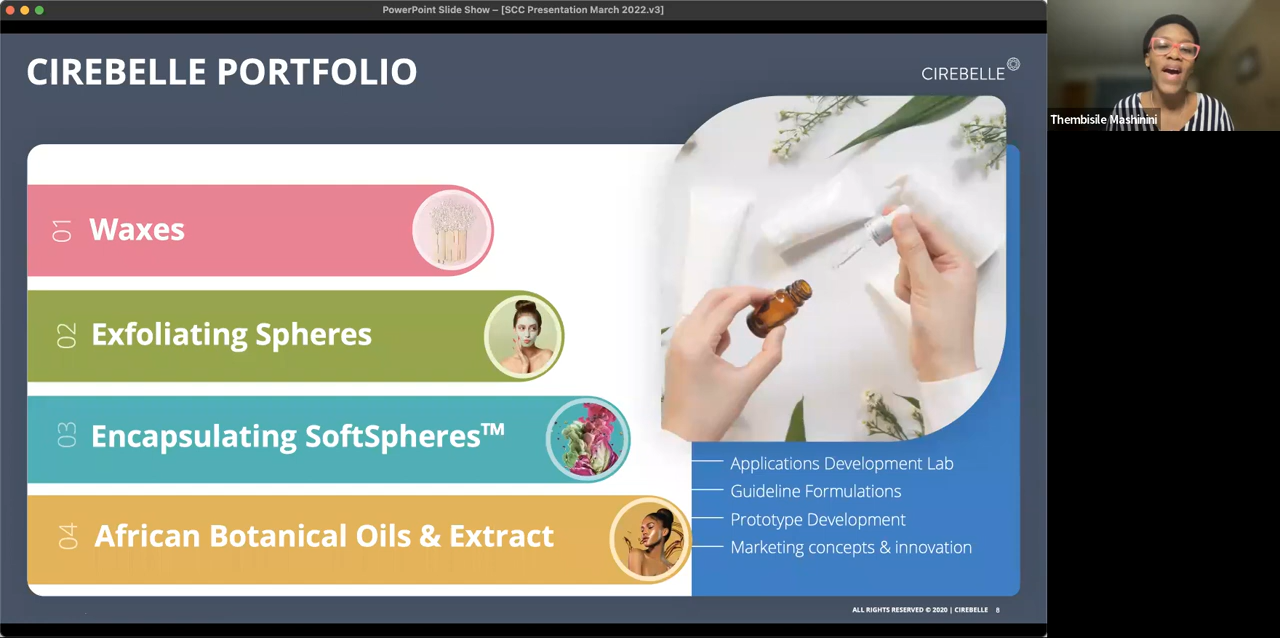 PowerPoint Slide Show – [SCC Presentation March 2022.v3]
CIREBELLE PORTFOLIO
CIREBELLE
Thembisile Mashinini
01
Waxes
02
Exfoliating Spheres
03
Encapsulating SoftSpheres™
04
African Botanical Oils & Extract
Applications Development Lab
Guideline Formulations
Prototype Development
Marketing concepts & innovation
ALL RIGHTS RESERVED © 2020 | CIREBELLE 8